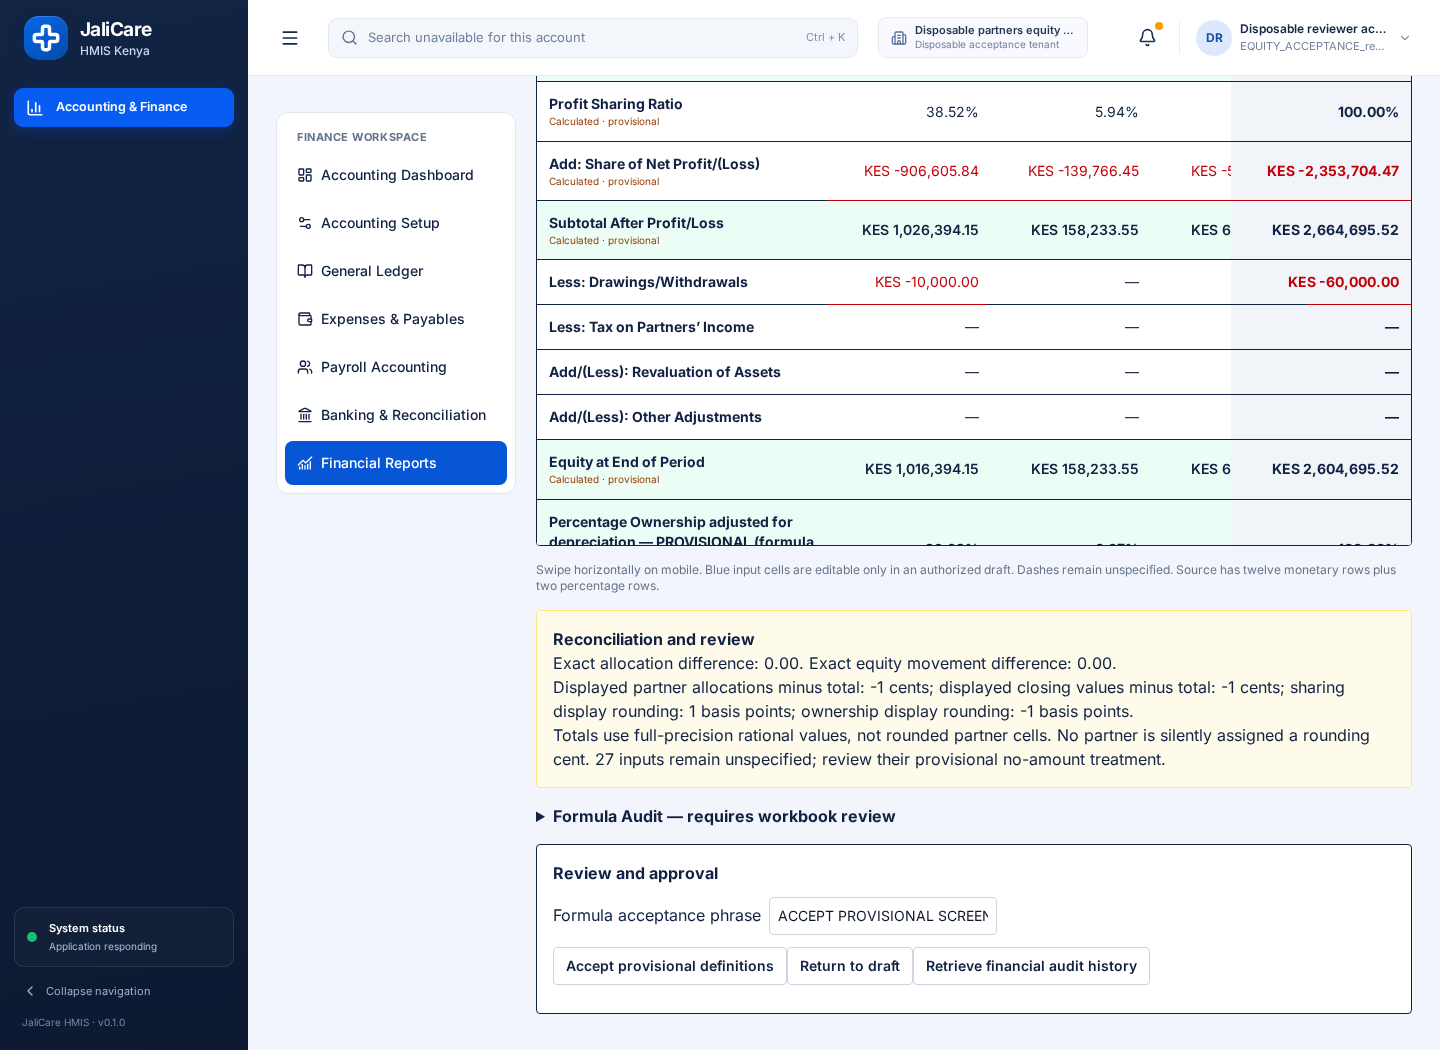 JaliCare
HMIS Kenya
Search unavailable for this account
Ctrl + K
Disposable partners equity ...
Disposable acceptance tenant
DR
Disposable reviewer ac...
EQUITY_ACCEPTANCE_re...
Accounting & Finance
FINANCE WORKSPACE
Accounting Dashboard
Accounting Setup
General Ledger
Expenses & Payables
Payroll Accounting
Banking & Reconciliation
Financial Reports
Profit Sharing Ratio 38.52% 5.94% 100.00%
Calculated · provisional
Add: Share of Net Profit/(Loss) KES -906,605.84 KES -139,766.45 KES -5 KES -2,353,704.47
Calculated · provisional
Subtotal After Profit/Loss KES 1,026,394.15 KES 158,233.55 KES 6 KES 2,664,695.52
Calculated · provisional
Less: Drawings/Withdrawals KES -10,000.00 — KES -60,000.00
Less: Tax on Partners’ Income — — —
Add/(Less): Revaluation of Assets — — —
Add/(Less): Other Adjustments — — —
Equity at End of Period KES 1,016,394.15 KES 158,233.55 KES 6 KES 2,604,695.52
Calculated · provisional
Percentage Ownership adjusted for
depreciation — PROVISIONAL (formula
Swipe horizontally on mobile. Blue input cells are editable only in an authorized draft. Dashes remain unspecified. Source has twelve monetary rows plus
two percentage rows.
Reconciliation and review
Exact allocation difference: 0.00. Exact equity movement difference: 0.00.
Displayed partner allocations minus total: -1 cents; displayed closing values minus total: -1 cents; sharing
display rounding: 1 basis points; ownership display rounding: -1 basis points.
Totals use full-precision rational values, not rounded partner cells. No partner is silently assigned a rounding
cent. 27 inputs remain unspecified; review their provisional no-amount treatment.
Formula Audit — requires workbook review
Review and approval
Formula acceptance phrase ACCEPT PROVISIONAL SCREEN
Accept provisional definitions Return to draft Retrieve financial audit history
System status
Application responding
Collapse navigation
JaliCare HMIS · v0.1.0